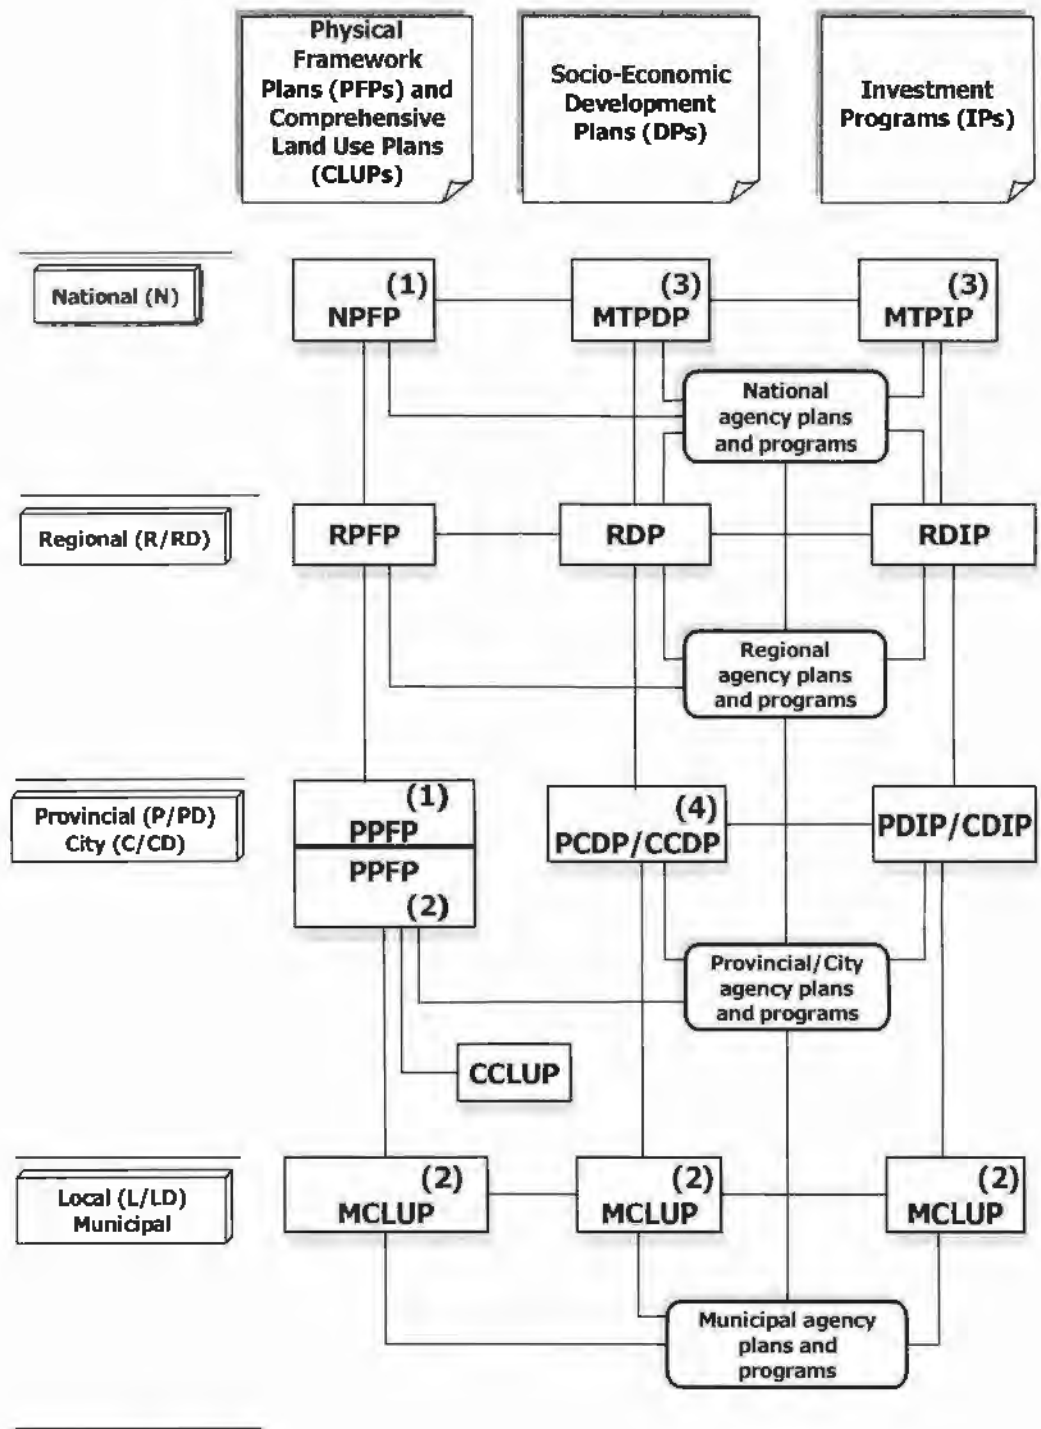 Physical
Framework
Plans (PFPs) and
Comprehensive
Land Use Plans
(CLUPs)
Socio-Economic
Development
Plans (DPs)
Investment
Programs (IPs)
National (N)
(1)
NPFP
(3)
MTPDP
(3)
MTPIP
National
agency plans
and programs
Regional (R/RD)
RPFP
RDP
RDIP
Regional
agency plans
and programs
Provincial (P/PD)
City (C/CD)
(1)
PPFP
PPFP
(2)
(4)
PCDP/CCDP
PDIP/CDIP
Provincial/City
agency plans
and programs
CCLUP
Local (L/LD)
Municipal
(2)
MCLUP
(2)
MCLUP
(2)
MCLUP
Municipal agency
plans and
programs